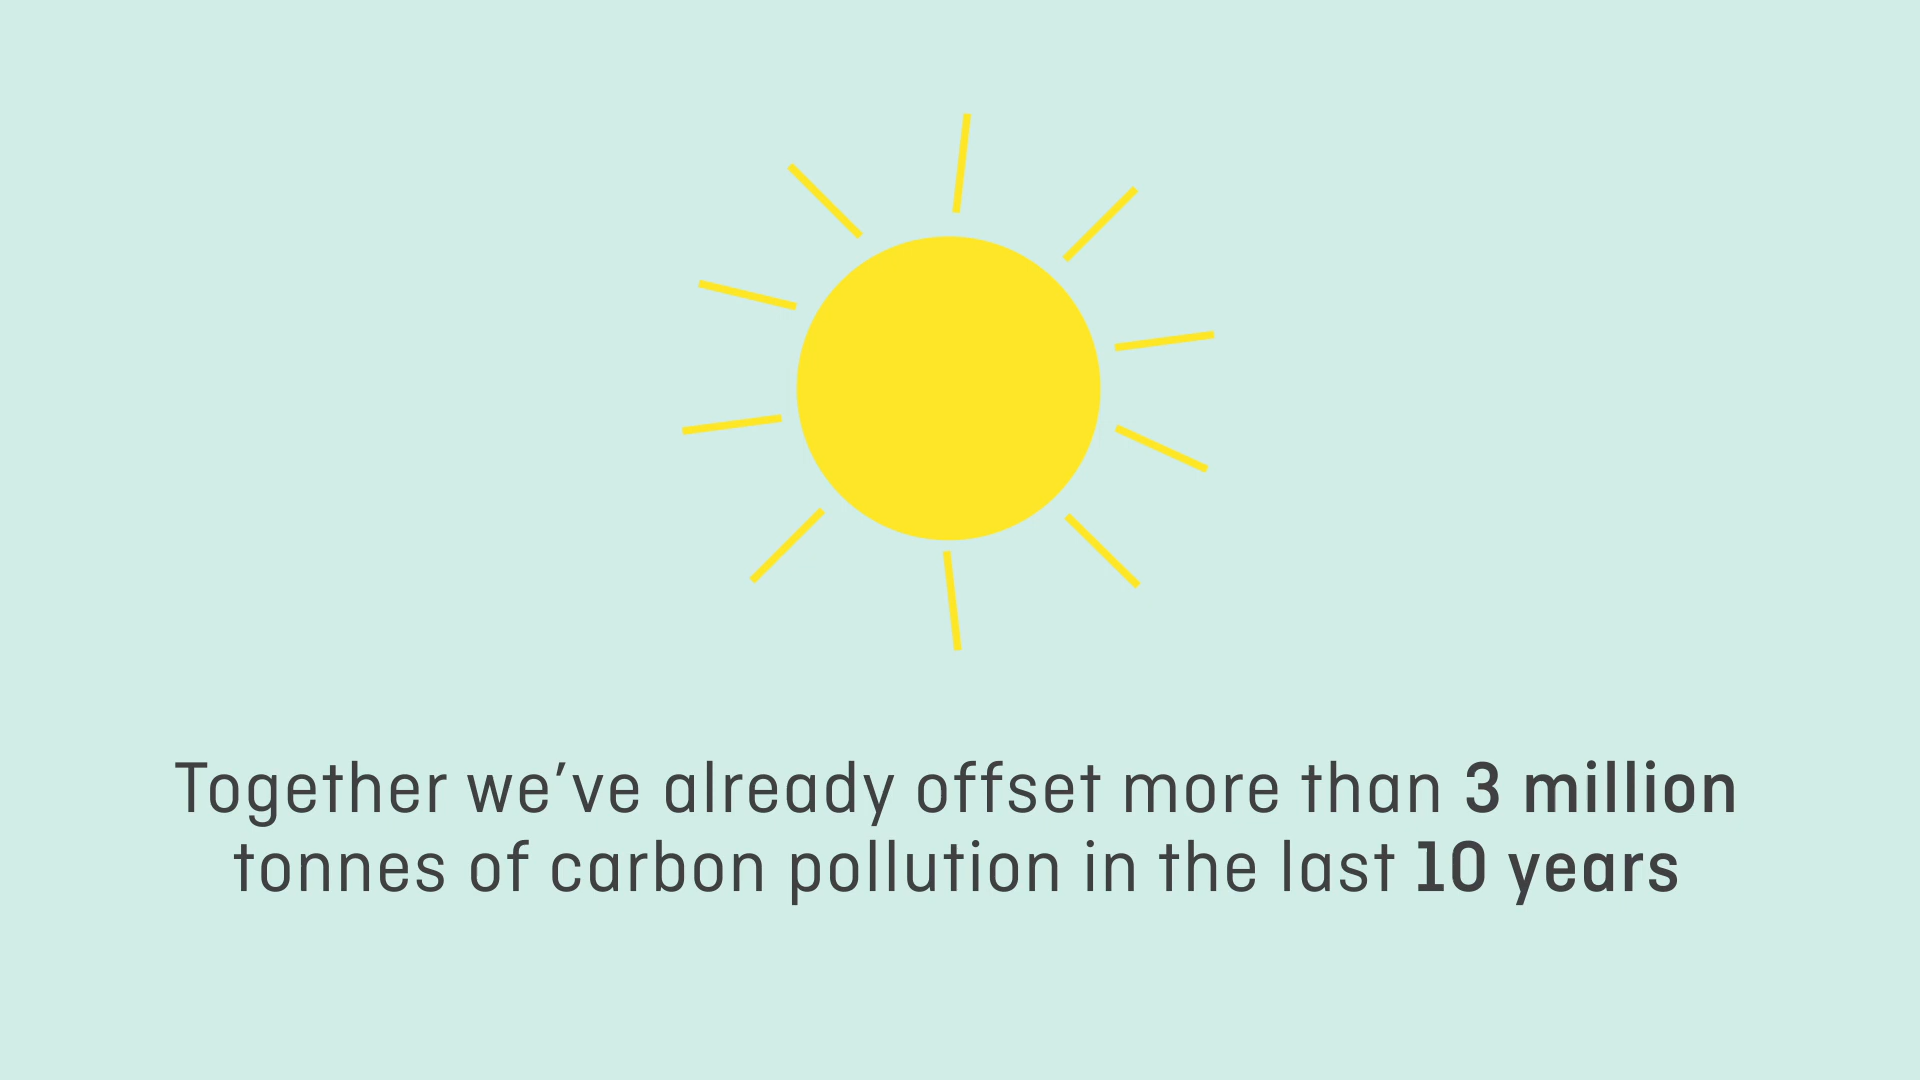 Together we’ve already offset more than 3 million
tonnes of carbon pollution in the last 10 years